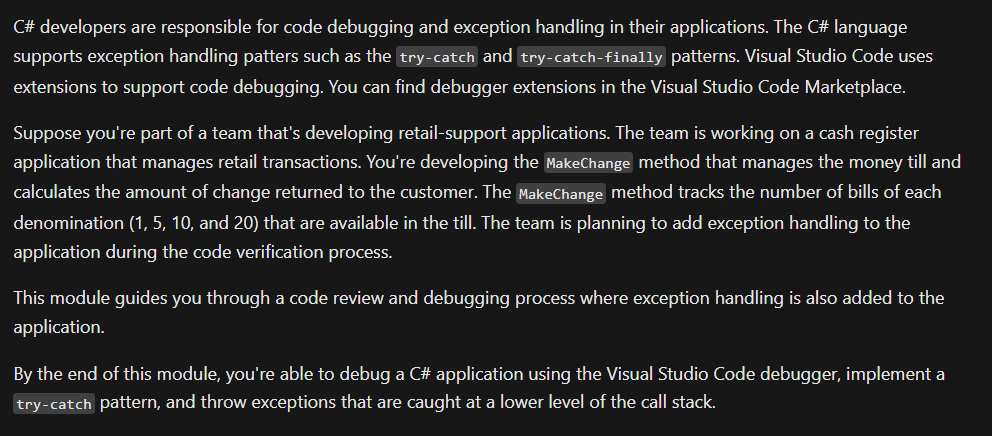 C# developers are responsible for code debugging and exception handling in their applications. The C# language
supports exception handling patters such as the try-catch and try-catch-finally patterns. Visual Studio Code uses
extensions to support code debugging. You can find debugger extensions in the Visual Studio Code Marketplace.
Suppose you're part of a team that's developing retail-support applications. The team is working on a cash register
application that manages retail transactions. You're developing the MakeChange method that manages the money till and
calculates the amount of change returned to the customer. The MakeChange method tracks the number of bills of each
denomination (1, 5, 10, and 20) that are available in the till. The team is planning to add exception handling to the
application during the code verification process.
This module guides you through a code review and debugging process where exception handling is also added to the
application.
By the end of this module, you're able to debug a C# application using the Visual Studio Code debugger, implement a
try-catch pattern, and throw exceptions that are caught at a lower level of the call stack.